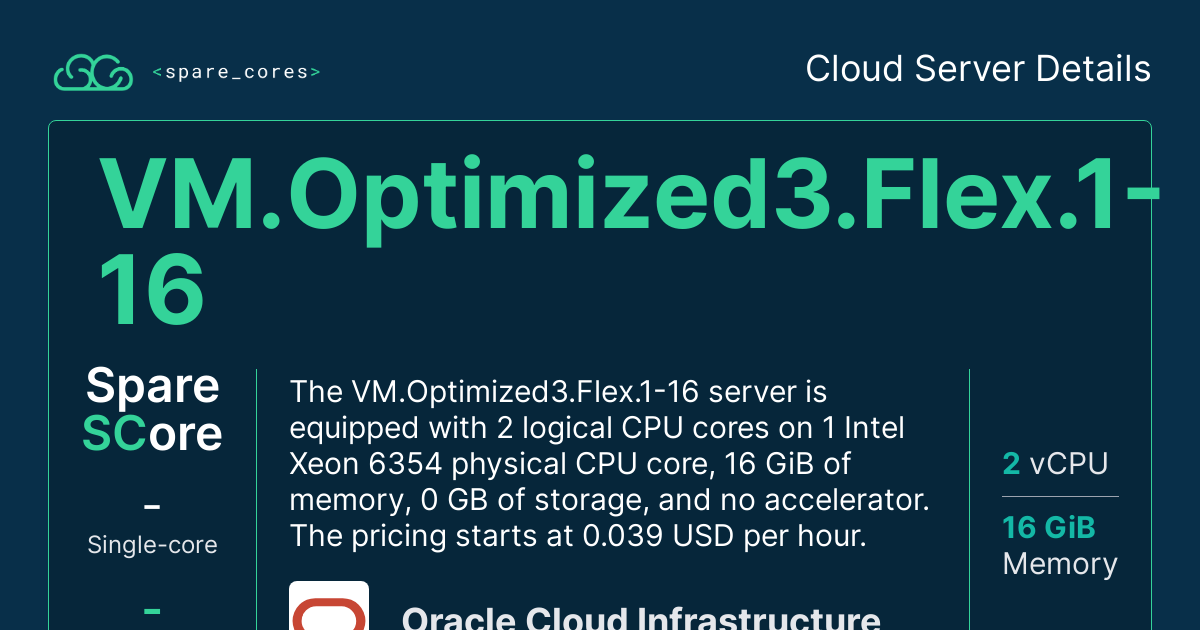 <spare_cores>
Cloud Server Details
VM.Optimized3.Flex.1-
16
Spare
SCore
–
Single-core
–
The VM.Optimized3.Flex.1-16 server is
equipped with 2 logical CPU cores on 1 Intel
Xeon 6354 physical CPU core, 16 GiB of
memory, 0 GB of storage, and no accelerator.
The pricing starts at 0.039 USD per hour.
Oracle Cloud Infrastructure
2 vCPU
16 GiB
Memory